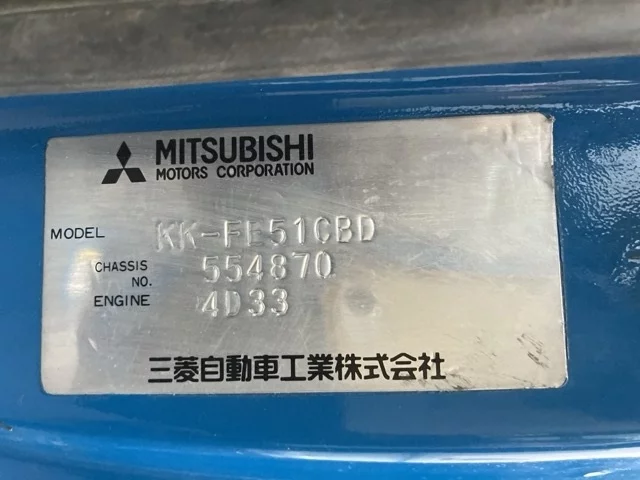 MITSUBISHI
MOTORS CORPORATION
MODEL KK-FE51CBD
CHASSIS NO. 554870
ENGINE 4D33
三菱自動車工業株式会社